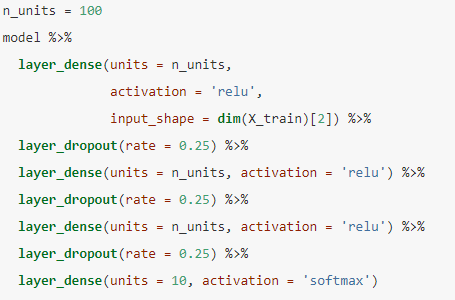 n_units = 100
model %>%
  layer_dense(units = n_units,
              activation = 'relu',
              input_shape = dim(X_train)[2]) %>%
  layer_dropout(rate = 0.25) %>%
  layer_dense(units = n_units, activation = 'relu') %>%
  layer_dropout(rate = 0.25) %>%
  layer_dense(units = n_units, activation = 'relu') %>%
  layer_dropout(rate = 0.25) %>%
  layer_dense(units = 10, activation = 'softmax')